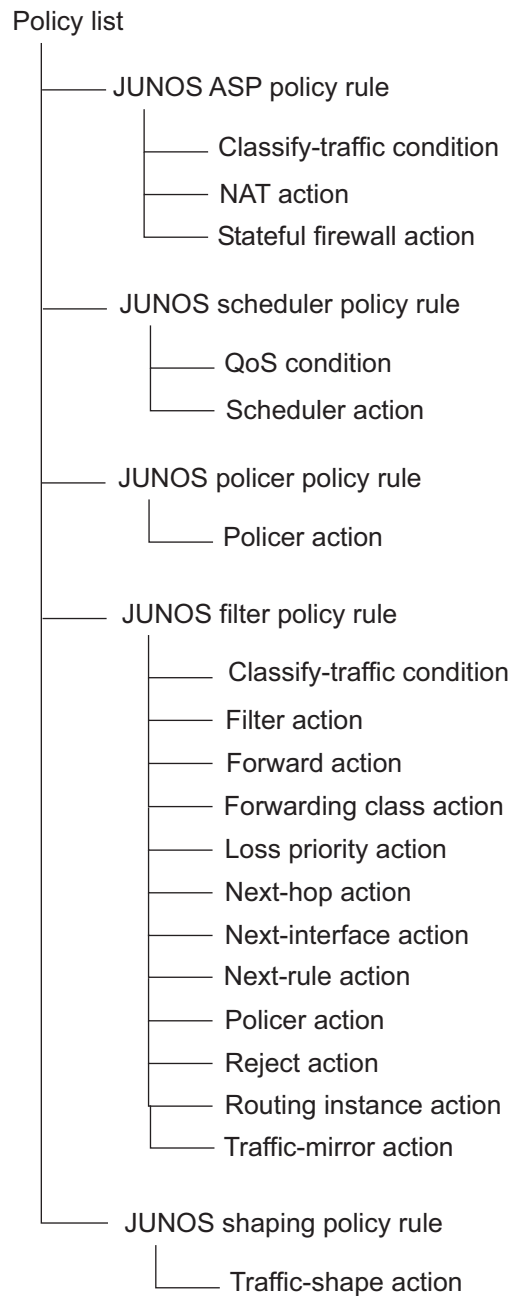 Policy list
JUNOS ASP policy rule
Classify-traffic condition
NAT action
Stateful firewall action
JUNOS scheduler policy rule
QoS condition
Scheduler action
JUNOS policer policy rule
Policer action
JUNOS filter policy rule
Classify-traffic condition
Filter action
Forward action
Forwarding class action
Loss priority action
Next-hop action
Next-interface action
Next-rule action
Policer action
Reject action
Routing instance action
Traffic-mirror action
JUNOS shaping policy rule
Traffic-shape action